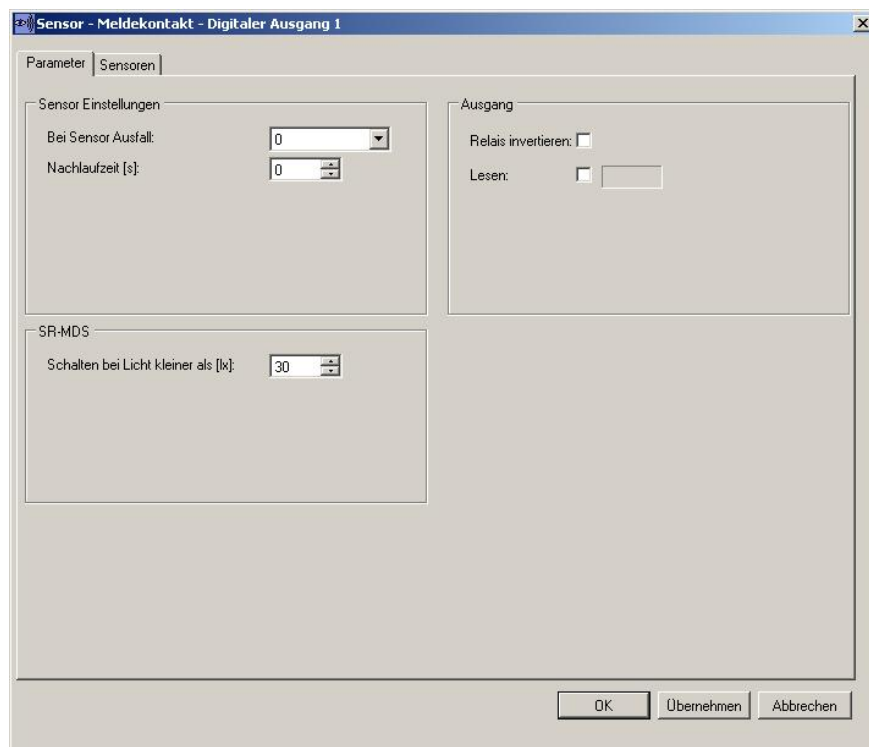 Sensor - Meldekontakt - Digitaler Ausgang 1
Parameter
Sensoren
Sensor Einstellungen
Bei Sensor Ausfall:
0
Nachlaufzeit [s]:
0
Ausgang
Relais invertieren:
Lesen:
SR-MDS
Schalten bei Licht kleiner als [lx]:
30
OK
Übernehmen
Abbrechen